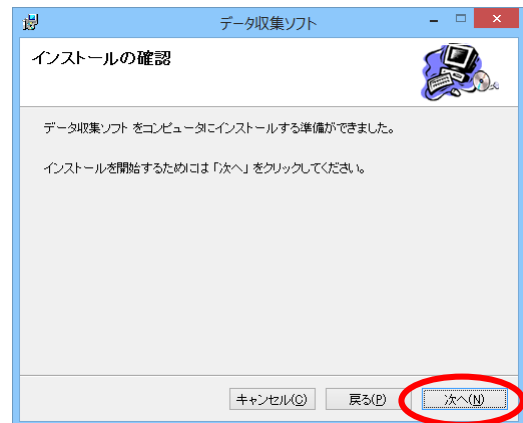 データ収集ソフト
インストールの確認
データ収集ソフト をコンピュータにインストールする準備ができました。
インストールを開始するためには「次へ」をクリックしてください。
キャンセル(C) 戻る(P) 次へ(N)